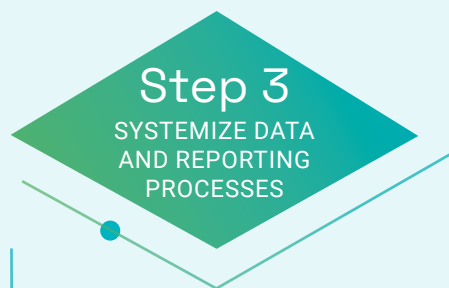 Step 3
SYSTEMIZE DATA
AND REPORTING
PROCESSES